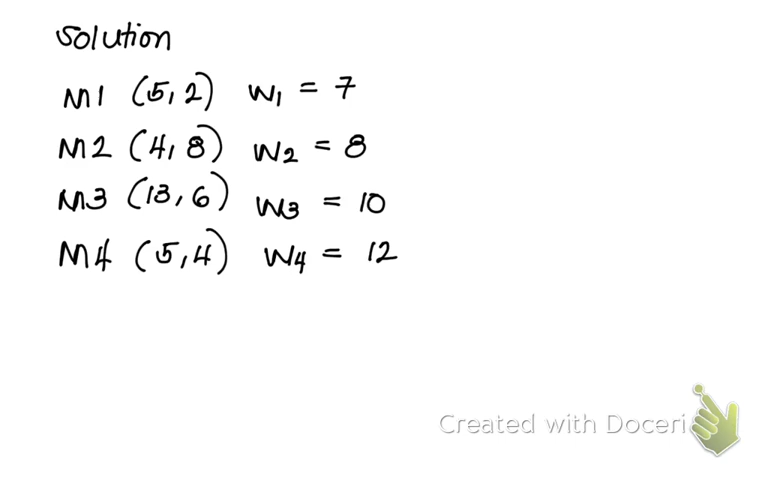 Solution
M1 (5, 2) W1 = 7
M2 (4, 8) W2 = 8
M3 (13, 6) W3 = 10
M4 (5, 4) W4 = 12
Created with Doceri